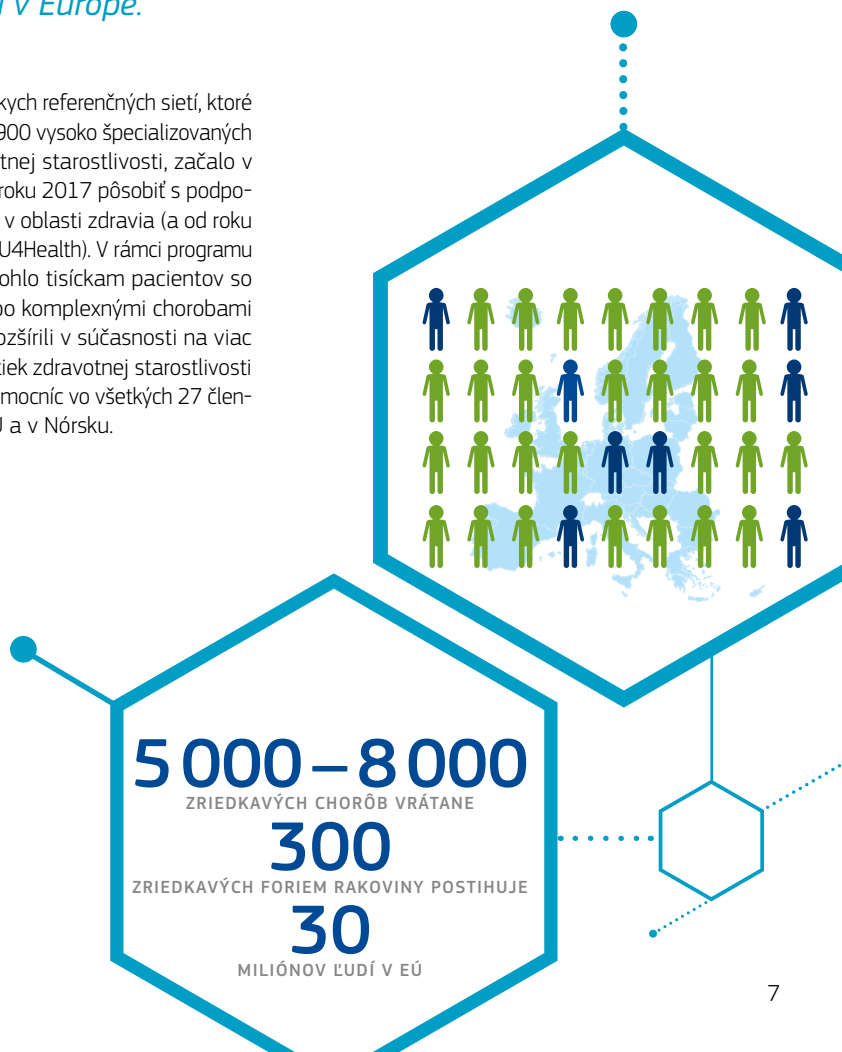 v Európe.
kych referenčných sietí, ktoré
900 vysoko špecializovaných
tnej starostlivosti, začalo v
roku 2017 pôsobiť s podpo-
v oblasti zdravia (a od roku
U4Health). V rámci programu
ohlo tisíckam pacientov so
bo komplexnými chorobami
ozšírili v súčasnosti na viac
tiek zdravotnej starostlivosti
mocníc vo všetkých 27 člen-
Ú a v Nórsku.
5 000 – 8 000
ZRIEDKAVÝCH CHORÔB VRÁTANE
300
ZRIEDKAVÝCH FORIEM RAKOVINY POSTIHUJE
30
MILIÓNOV ĽUDÍ V EÚ
7